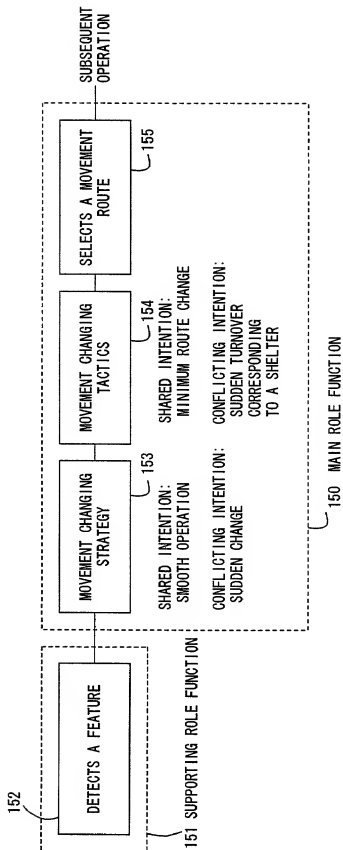 152
DETECTS A FEATURE
151 SUPPORTING ROLE FUNCTION
MOVEMENT CHANGING
STRATEGY
153
SHARED INTENTION:
SMOOTH OPERATION
CONFLICTING INTENTION:
SUDDEN CHANGE
MOVEMENT CHANGING
TACTICS
154
SHARED INTENTION:
MINIMUM ROUTE CHANGE
CONFLICTING INTENTION:
SUDDEN TURNOVER
CORRESPONDING
TO A SHELTER
SELECTS A MOVEMENT
ROUTE
155
150 MAIN ROLE FUNCTION
SUBSEQUENT
OPERATION